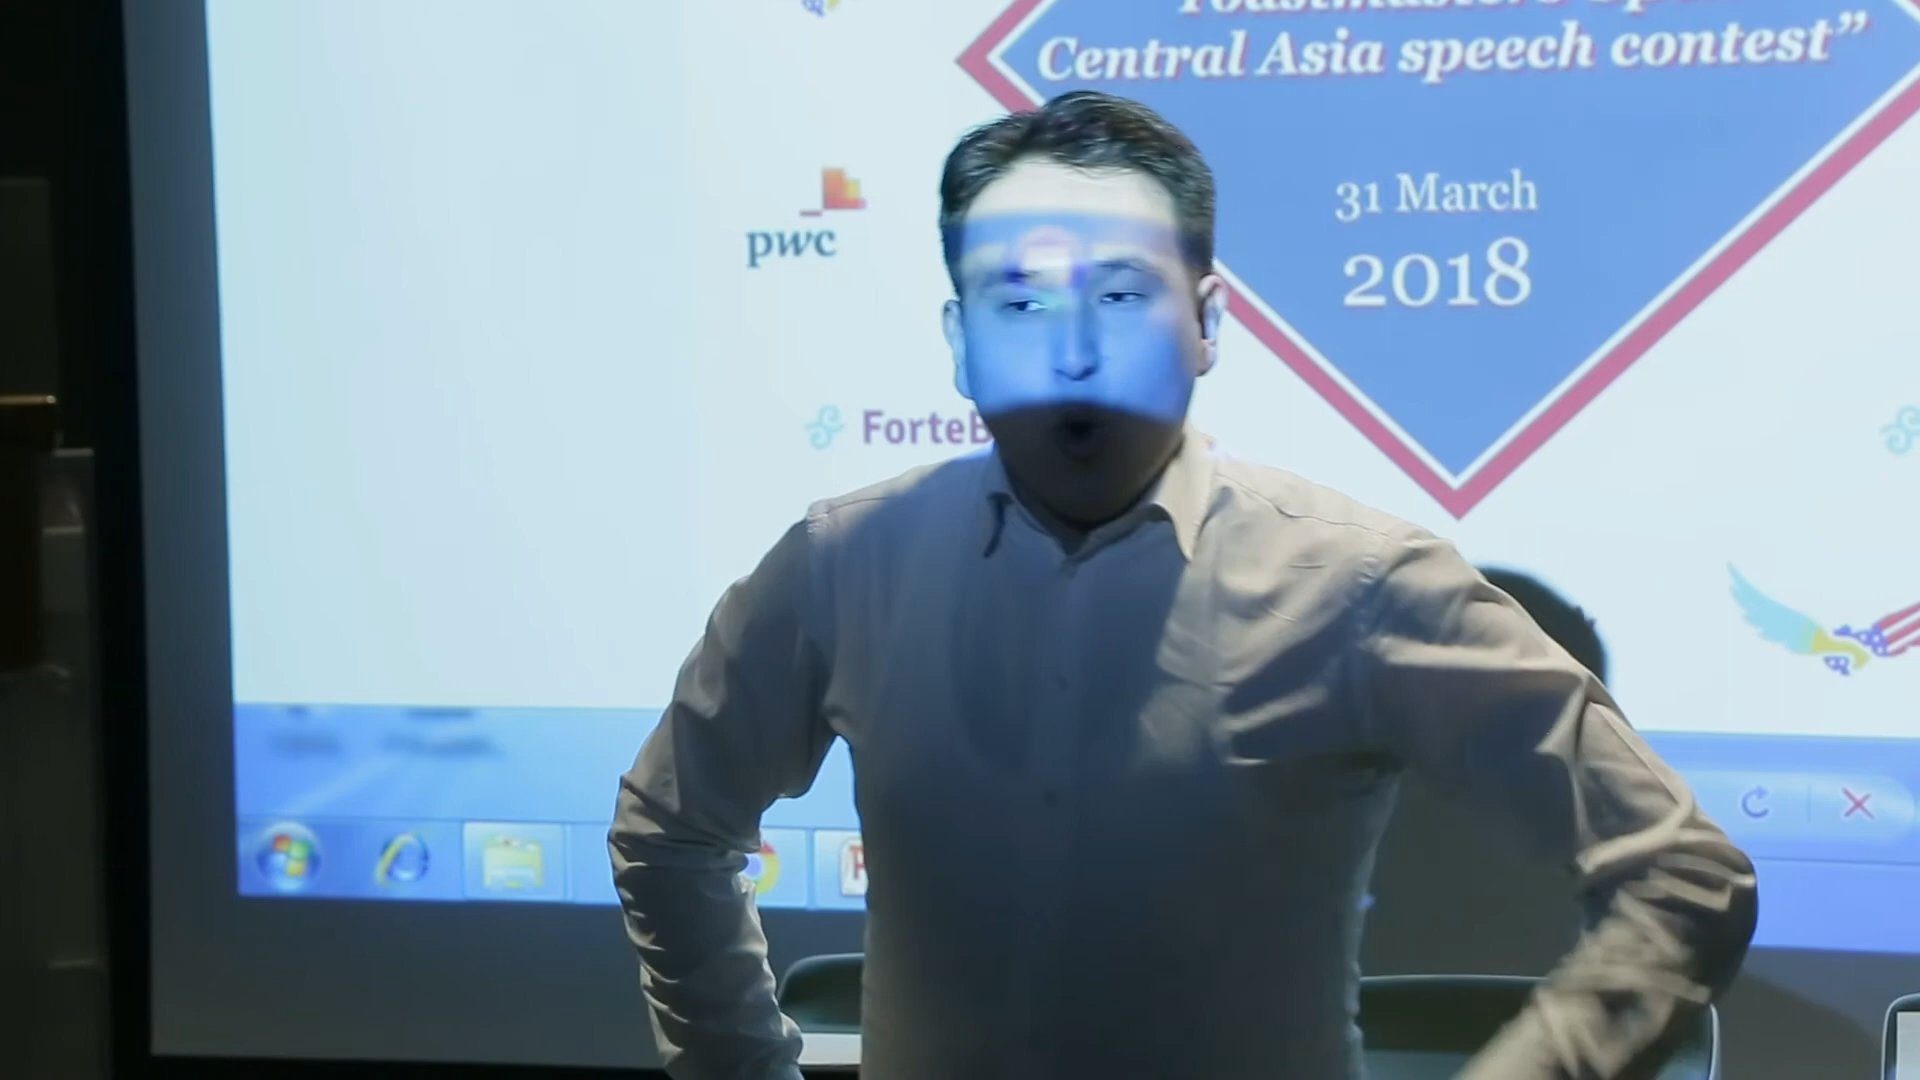 Central Asia speech contest”
31 March
2018
pwc
ForteB